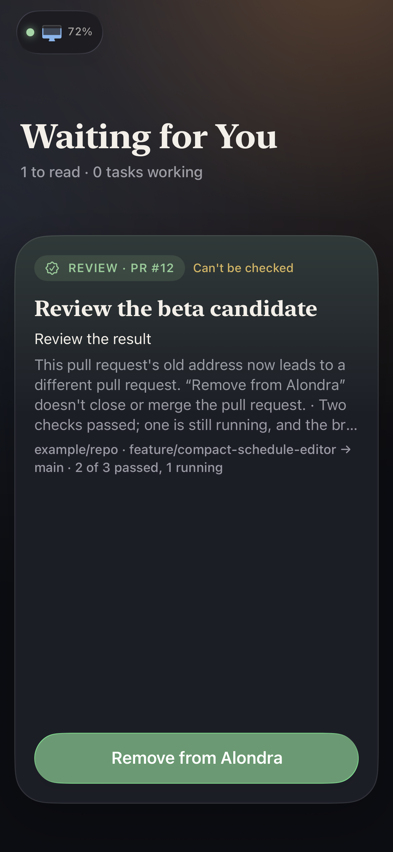 72%
Waiting for You
1 to read · 0 tasks working
REVIEW · PR #12 Can't be checked
Review the beta candidate
Review the result
This pull request's old address now leads to a
different pull request. “Remove from Alondra”
doesn't close or merge the pull request. · Two
checks passed; one is still running, and the br...
example/repo · feature/compact-schedule-editor →
main · 2 of 3 passed, 1 running
Remove from Alondra